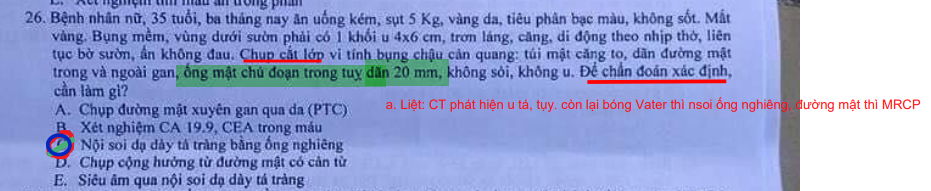 26. Bệnh nhân nữ, 35 tuổi, ba tháng nay ăn uống kém, sụt 5 Kg, vàng da, tiêu phân bạc màu, không sốt. Mắt
vàng. Bụng mềm, vùng dưới sườn phải có 1 khối u 4x6 cm, trơn láng, căng, di động theo nhịp thở, liên
tục bờ sườn, ấn không đau. Chụp cắt lớp vi tính bụng chậu cản quang: túi mật căng to, dãn đường mật
trong và ngoài gan, ống mật chủ đoạn trong tuỵ dãn 20 mm, không sỏi, không u. Để chẩn đoán xác định,
cần làm gì?
a. Liệt: CT phát hiện u tá, tụy. còn lại bóng Vater thì nsoi ống nghiêng, đường mật thì MRCP
A. Chụp đường mật xuyên gan qua da (PTC)
B. Xét nghiệm CA 19.9, CEA trong máu
Nội soi dạ dày tá tràng bằng ống nghiêng
D. Chụp cộng hưởng từ đường mật có cản từ
E. Siêu âm qua nội soi dạ dày tá tràng